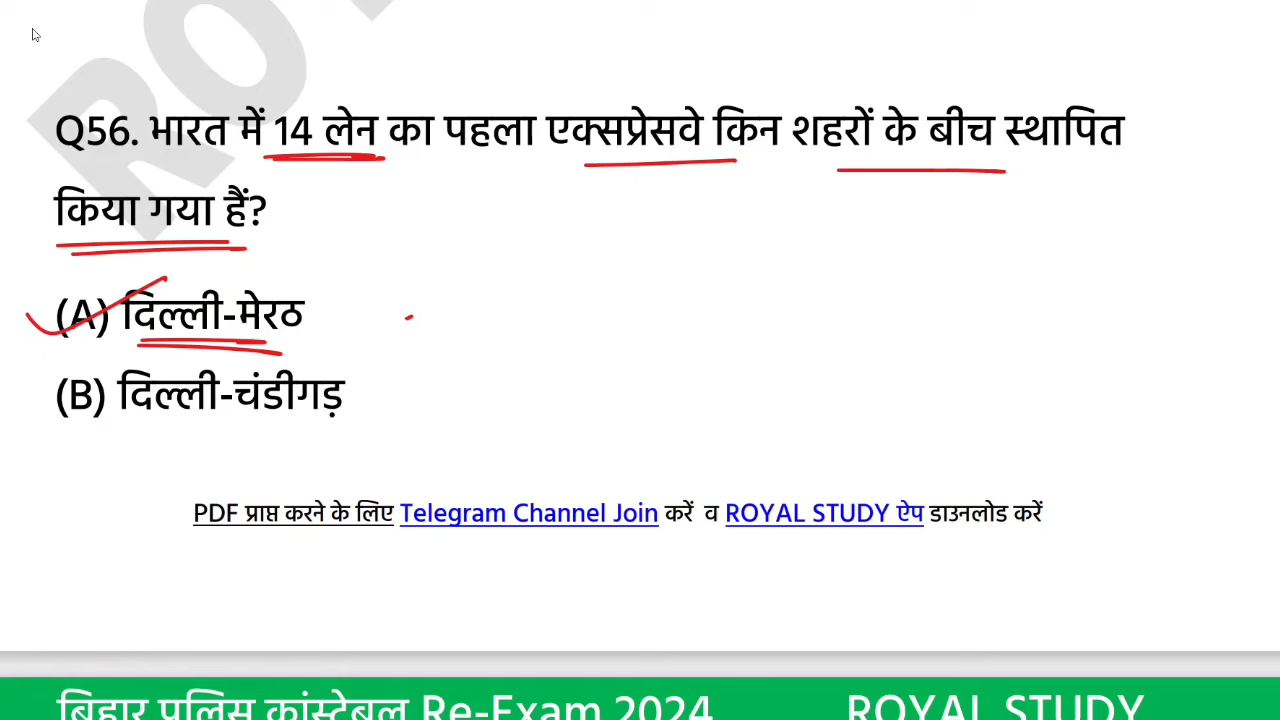 Q56. भारत में 14 लेन का पहला एक्सप्रेसवे किन शहरों के बीच स्थापित
किया गया हैं?
(A) दिल्ली-मेरठ
(B) दिल्ली-चंडीगड़
PDF प्राप्त करने के लिए Telegram Channel Join करें व ROYAL STUDY ऐप डाउनलोड करें
बिहार पुलिस कांस्टेबल Re-Exam 2024 ROYAL STUDY